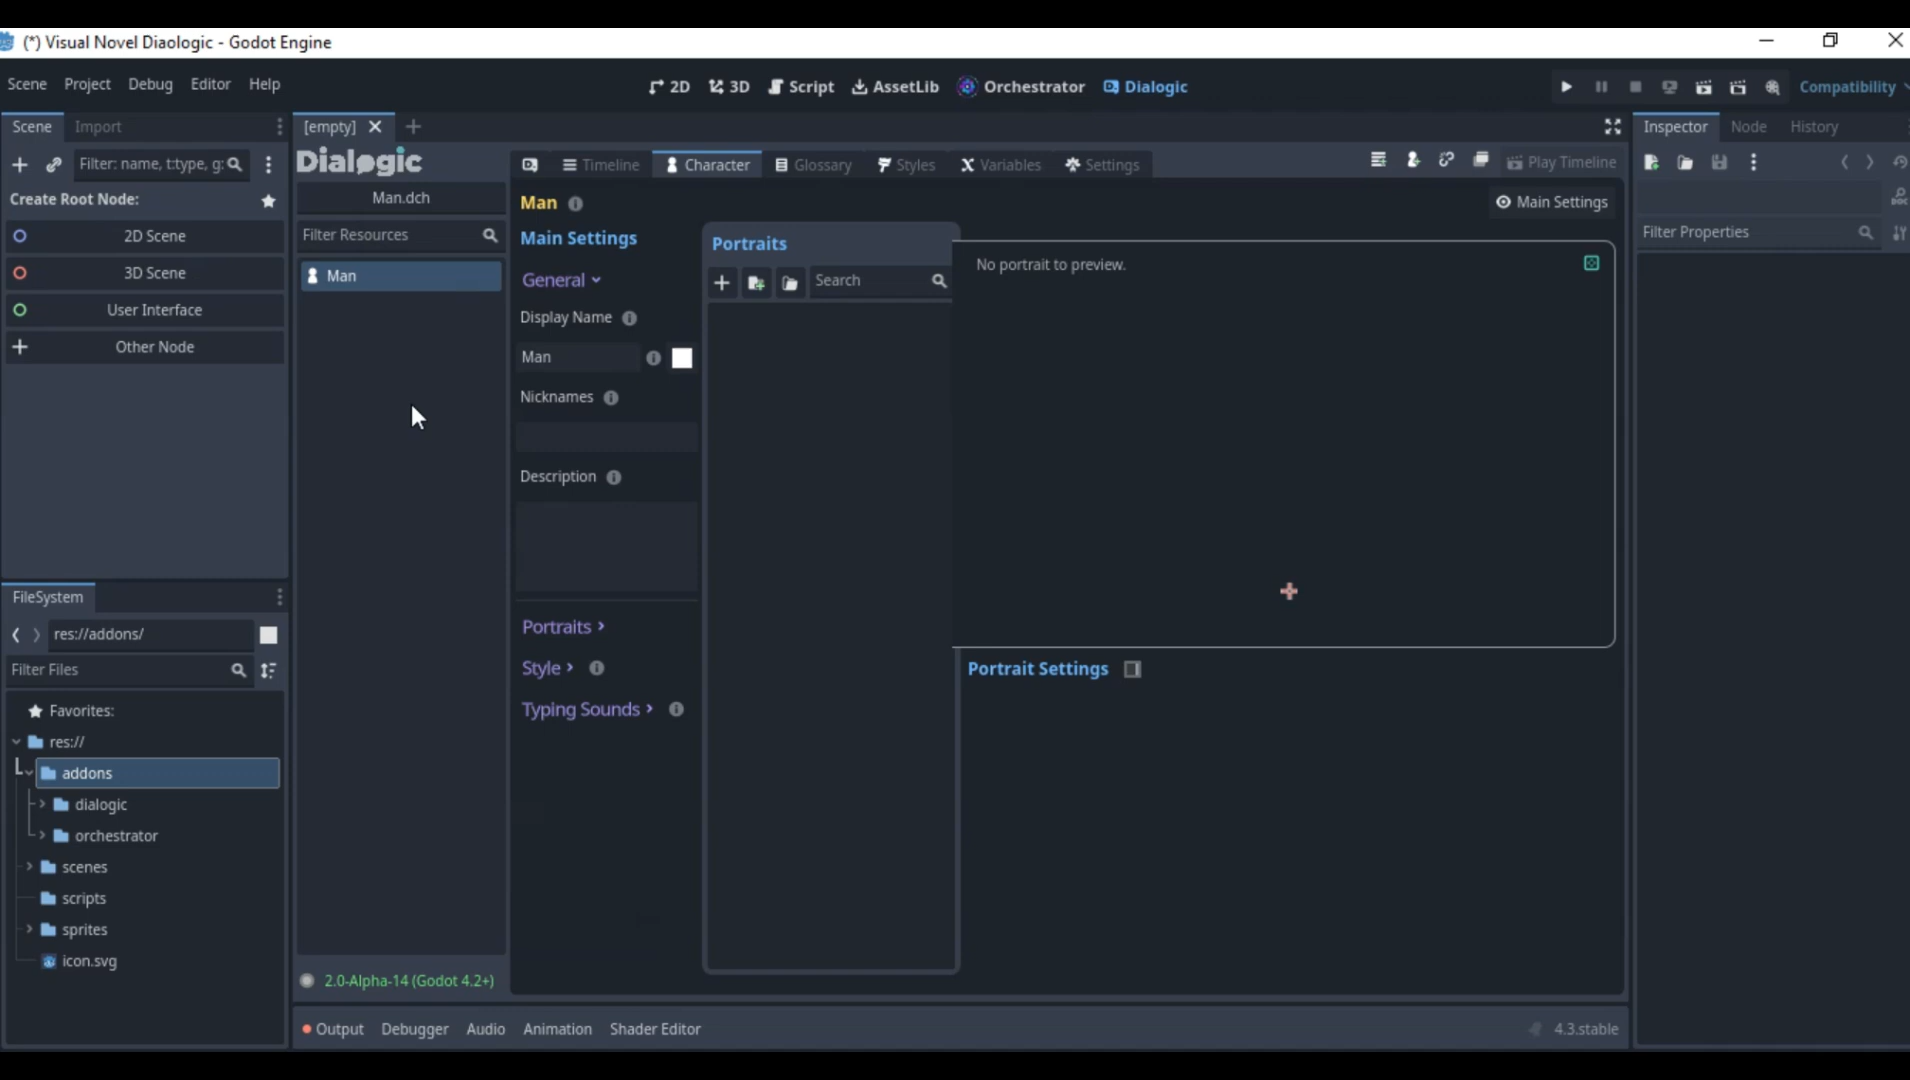 (*) Visual Novel Diaologic - Godot Engine
Scene Project Debug Editor Help
2D 3D Script AssetLib Orchestrator Dialogic
Compatibility
Scene Import
[empty]
Inspector Node History
Filter: name, t:type, g:
Dialogic
Timeline Character Glossary Styles Variables Settings
Play Timeline
Create Root Node:
Man.dch
Man
Main Settings
2D Scene
Filter Resources
Main Settings
Portraits
Filter Properties
3D Scene
Man
General
Search
No portrait to preview.
User Interface
Display Name
Other Node
Man
Nicknames
Description
FileSystem
res://addons/
Portraits
Filter Files
Style
Portrait Settings
Favorites:
Typing Sounds
res://
addons
dialogic
orchestrator
scenes
scripts
sprites
icon.svg
2.0-Alpha-14 (Godot 4.2+)
Output Debugger Audio Animation Shader Editor
4.3.stable